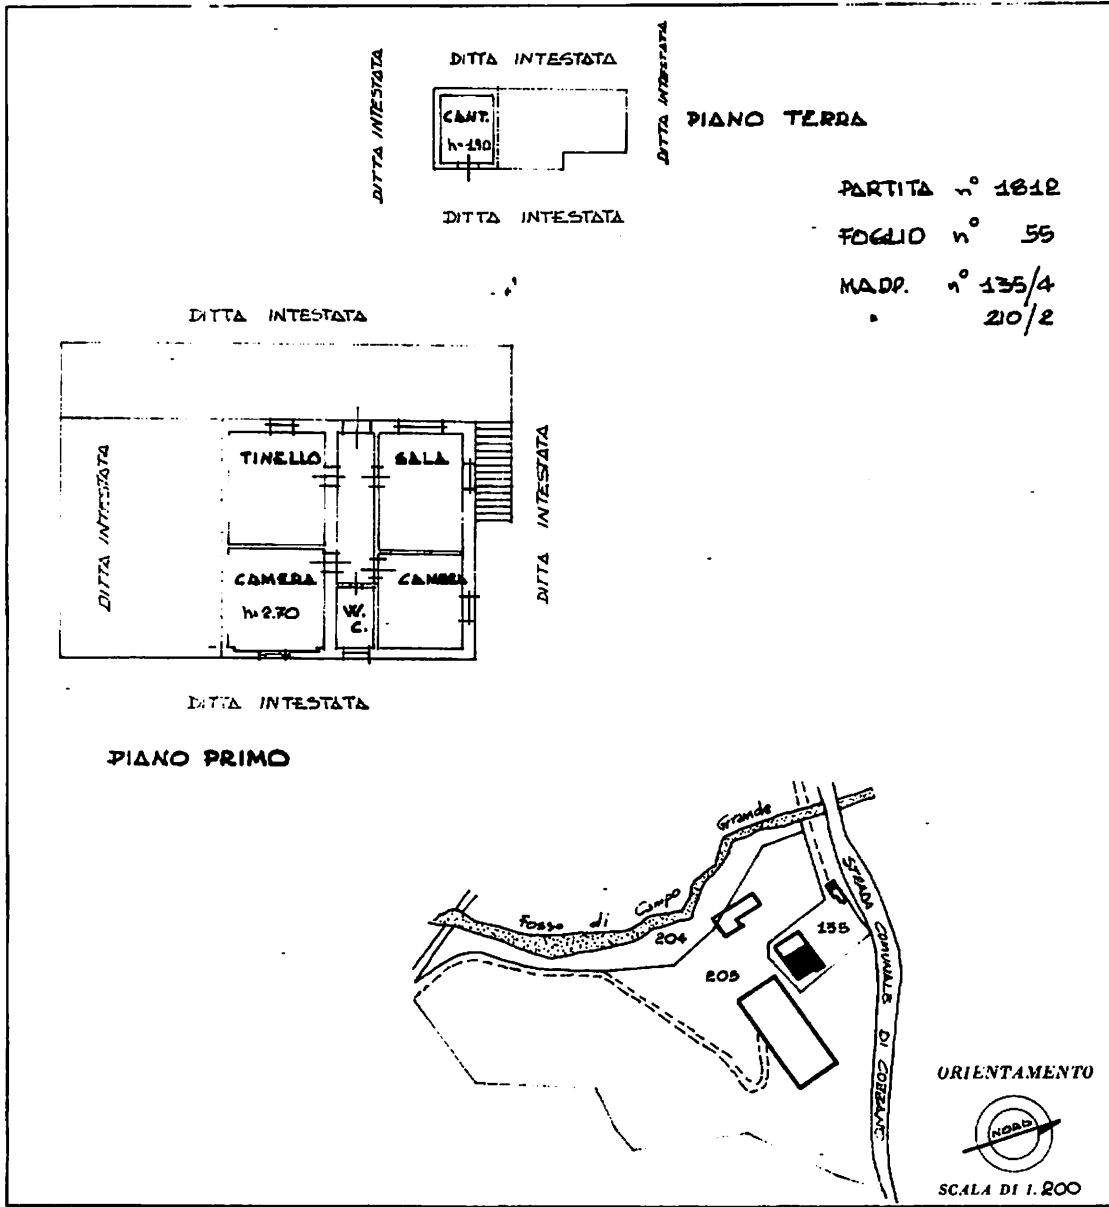 DITTA INTESTATA
DITTA INTESTATA
DITTA INTESTATA
CANT.
h=1.90
PIANO TERRA
DITTA INTESTATA
PARTITA n° 1812
FOGLIO n° 55
MAPP. n° 135/4
" 210/2
DITTA INTESTATA
DITTA INTESTATA
TINELLO
SALA
DITTA INTESTATA
CAMERA
h=2.70
W.
C.
CAMERA
DITTA INTESTATA
PIANO PRIMO
Fosso di Campo Grande
204
135
205
STRADA COMUNALE DI
ORIENTAMENTO
NORD
SCALA DI 1.200